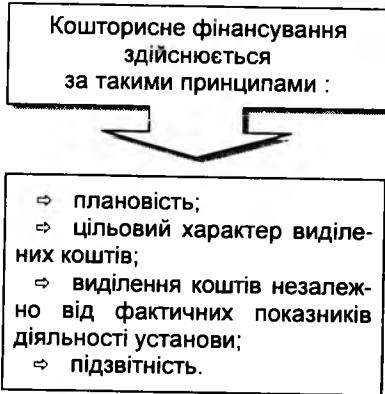 Кошторисне фінансування
здійснюється
за такими принципами :
⇨ плановість;
⇨ цільовий характер виділе-
них коштів;
⇨ виділення коштів незалеж-
но від фактичних показників
діяльності установи;
⇨ підзвітність.